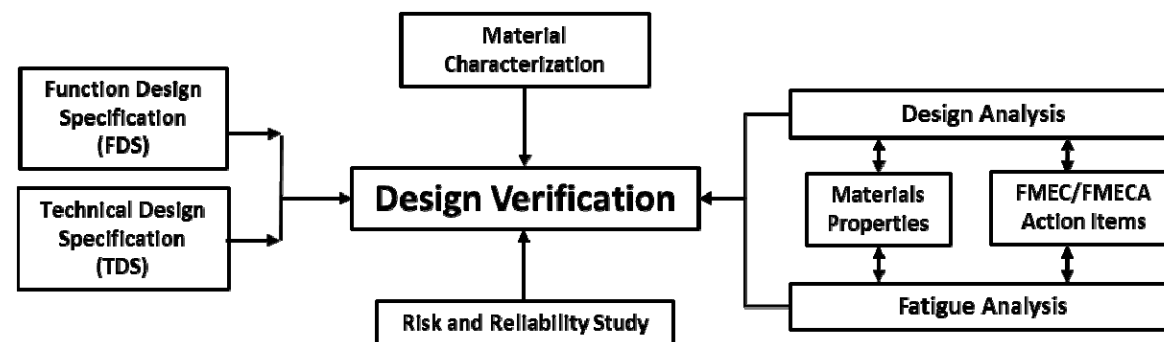 Material
Characterization
Function Design
Specification
(FDS)
Technical Design
Specification
(TDS)
Design Verification
Risk and Reliability Study
Design Analysis
Materials
Properties
FMEC/FMECA
Action Items
Fatigue Analysis